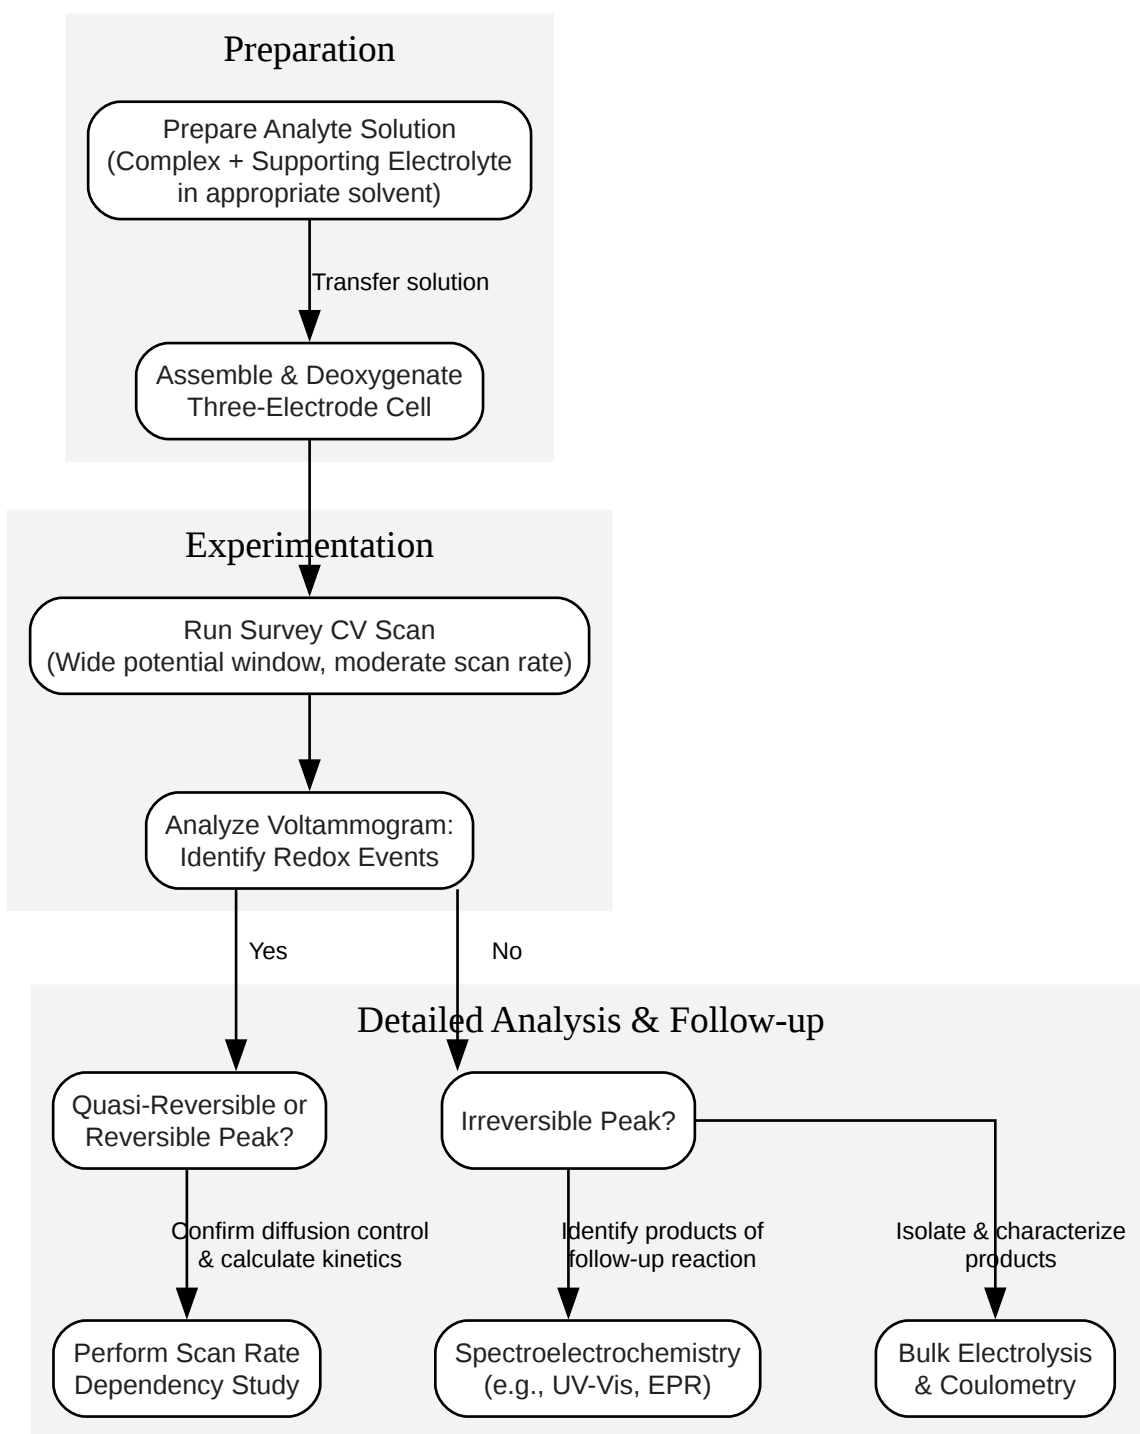 Preparation
Prepare Analyte Solution
(Complex + Supporting Electrolyte
in appropriate solvent)
Transfer solution
Assemble & Deoxygenate
Three-Electrode Cell
Experimentation
Run Survey CV Scan
(Wide potential window, moderate scan rate)
Analyze Voltammogram:
Identify Redox Events
Yes
No
Detailed Analysis & Follow-up
Quasi-Reversible or
Reversible Peak?
Irreversible Peak?
Confirm diffusion control
& calculate kinetics
Identify products of
follow-up reaction
Isolate & characterize
products
Perform Scan Rate
Dependency Study
Spectroelectrochemistry
(e.g., UV-Vis, EPR)
Bulk Electrolysis
& Coulometry